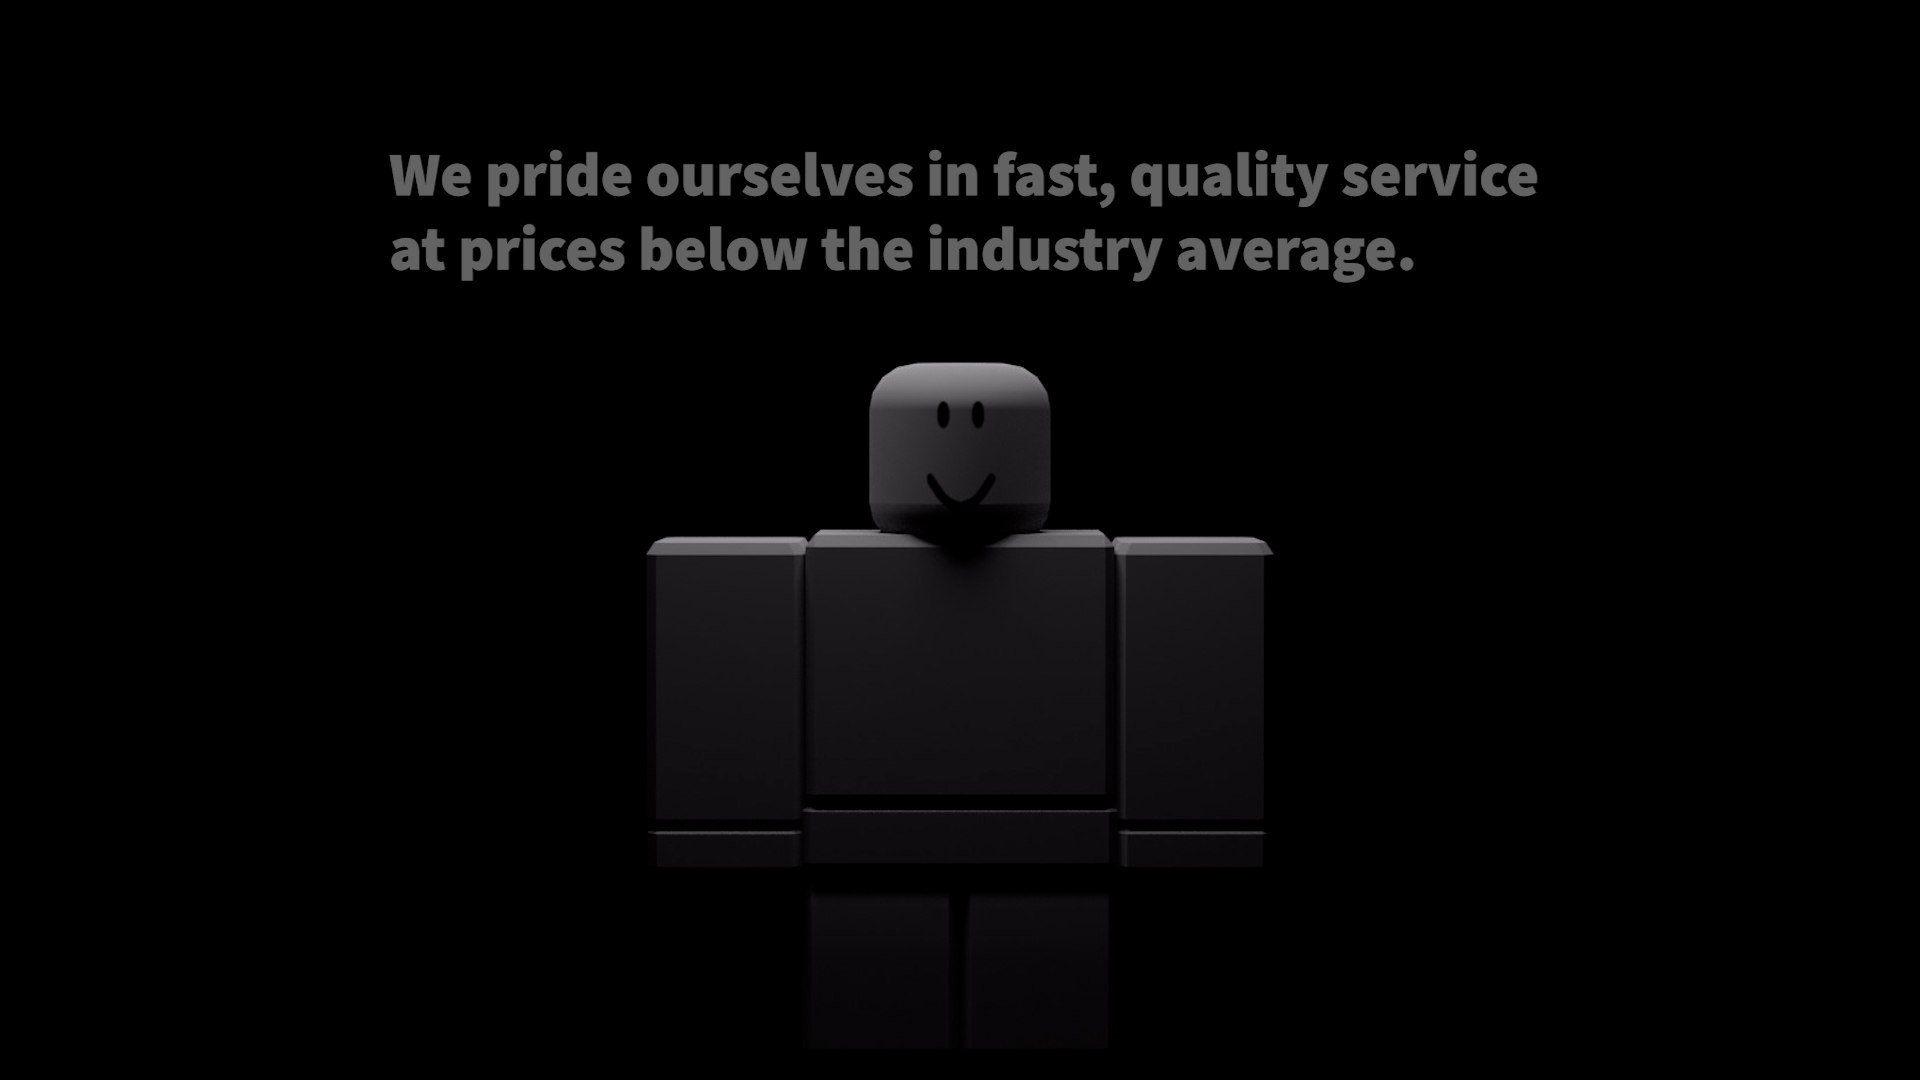 We pride ourselves in fast, quality service
at prices below the industry average.